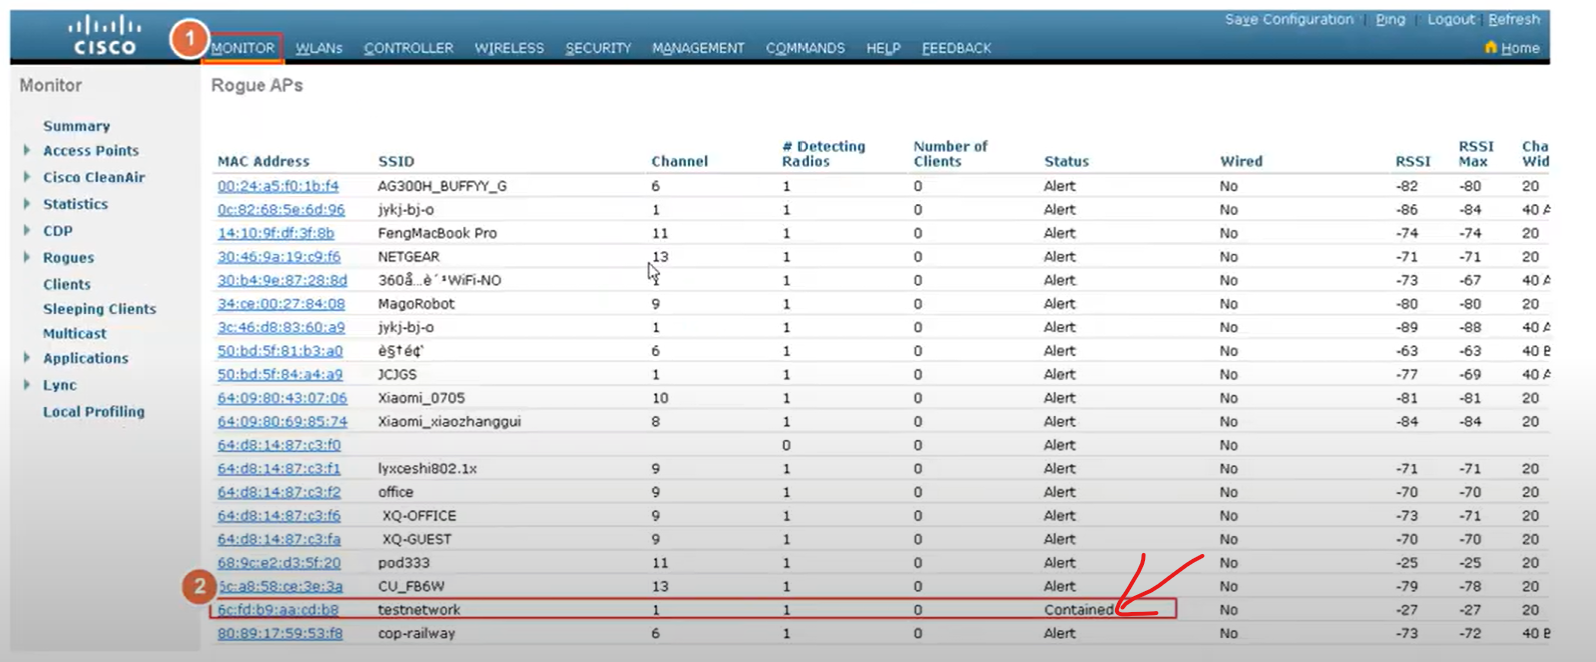 Save Configuration | Ping | Logout | Refresh
CISCO
1
MONITOR WLANs CONTROLLER WIRELESS SECURITY MANAGEMENT COMMANDS HELP FEEDBACK
Home
Monitor
Summary
Access Points
Cisco CleanAir
Statistics
CDP
Rogues
Clients
Sleeping Clients
Multicast
Applications
Lync
Local Profiling
Rogue APs
MAC Address SSID Channel # Detecting Radios Number of Clients Status Wired RSSI RSSI Max Cha Wid
00:24:a5:f0:1b:f4 AG300H_BUFFYY_G 6 1 0 Alert No -82 -80 20
0c:82:68:5e:6d:96 jykj-bj-o 1 1 0 Alert No -86 -84 40 A
14:10:9f:df:3f:8b FengMacBook Pro 11 1 0 Alert No -74 -74 20
30:46:9a:19:c9:f6 NETGEAR 13 1 0 Alert No -71 -71 20
30:b4:9e:87:28:8d 360å...è´¹WiFi-NO 1 0 Alert No -73 -67 40 A
34:ce:00:27:84:08 MagoRobot 9 1 0 Alert No -80 -80 20
3c:46:d8:83:60:a9 jykj-bj-o 1 1 0 Alert No -89 -88 40 A
50:bd:5f:81:b3:a0 è§†é¢' 6 1 0 Alert No -63 -63 40 B
50:bd:5f:84:a4:a9 JCJGS 1 1 0 Alert No -77 -69 40 A
64:09:80:43:07:06 Xiaomi_0705 10 1 0 Alert No -81 -81 20
64:09:80:69:85:74 Xiaomi_xiaozhanggui 8 1 0 Alert No -84 -84 20
64:d8:14:87:c3:f0 0 0 Alert No
64:d8:14:87:c3:f1 lyxceshi802.1x 9 1 0 Alert No -71 -71 20
64:d8:14:87:c3:f2 office 9 1 0 Alert No -70 -70 20
64:d8:14:87:c3:f6 XQ-OFFICE 9 1 0 Alert No -73 -71 20
64:d8:14:87:c3:fa XQ-GUEST 9 1 0 Alert No -70 -70 20
68:9c:e2:d3:5f:20 pod333 11 1 0 Alert No -25 -25 20
2
6c:a8:58:ce:3e:3a CU_FB6W 13 1 0 Alert No -79 -78 20
6c:fd:b9:aa:cd:b8 testnetwork 1 1 0 Contained No -27 -27 20
80:89:17:59:53:f8 cop-railway 6 1 0 Alert No -73 -72 40 B